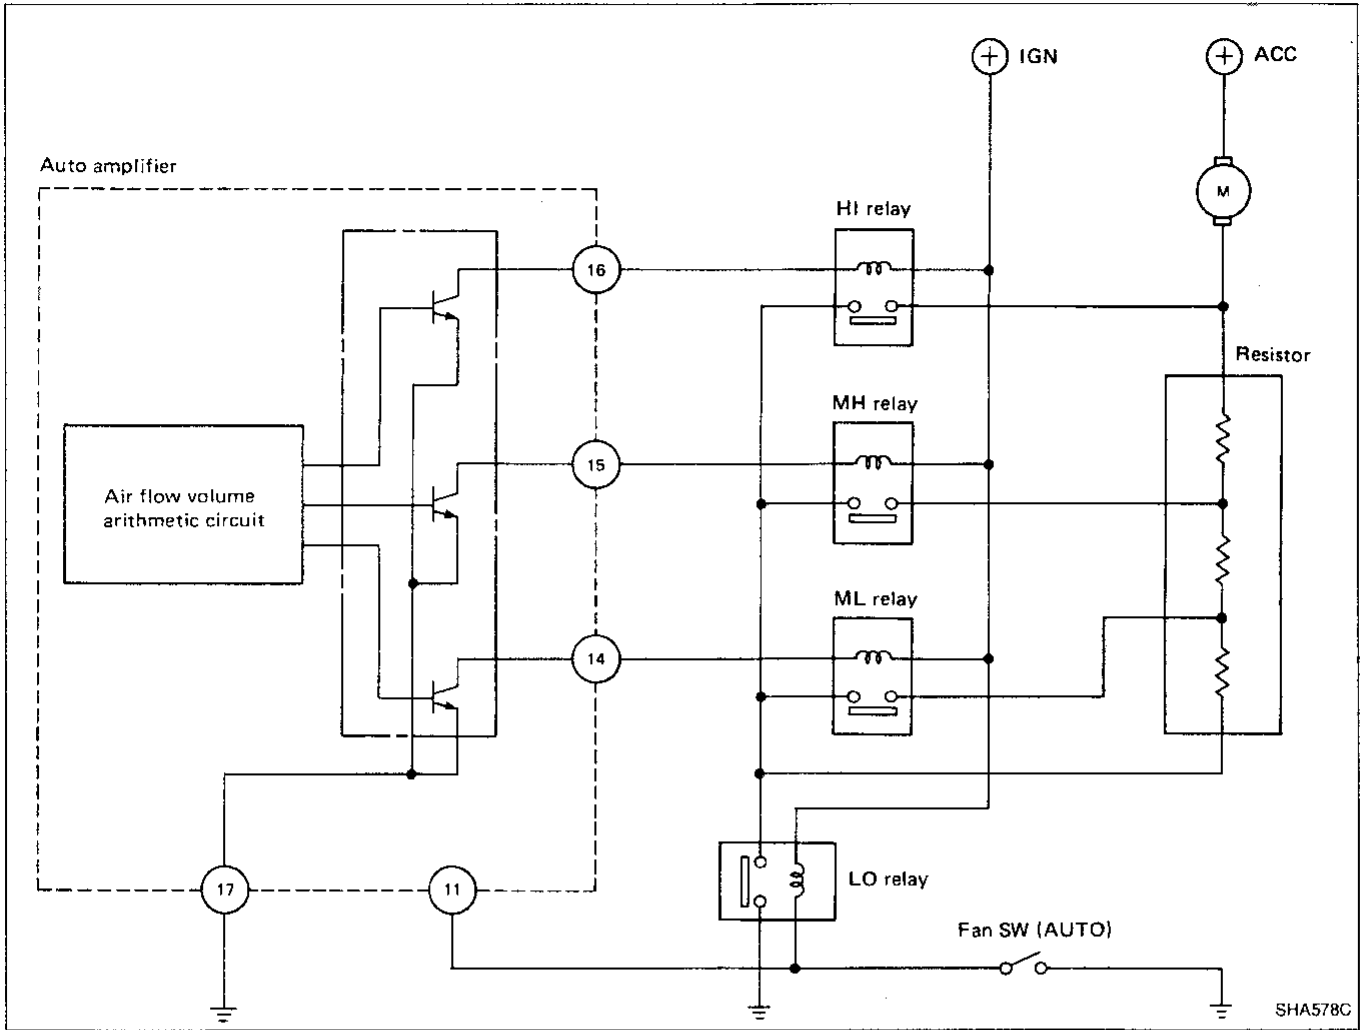 IGN
ACC
Auto amplifier
M
HI relay
16
Resistor
MH relay
15
Air flow volume
arithmetic circuit
ML relay
14
17
11
LO relay
Fan SW (AUTO)
SHA578C